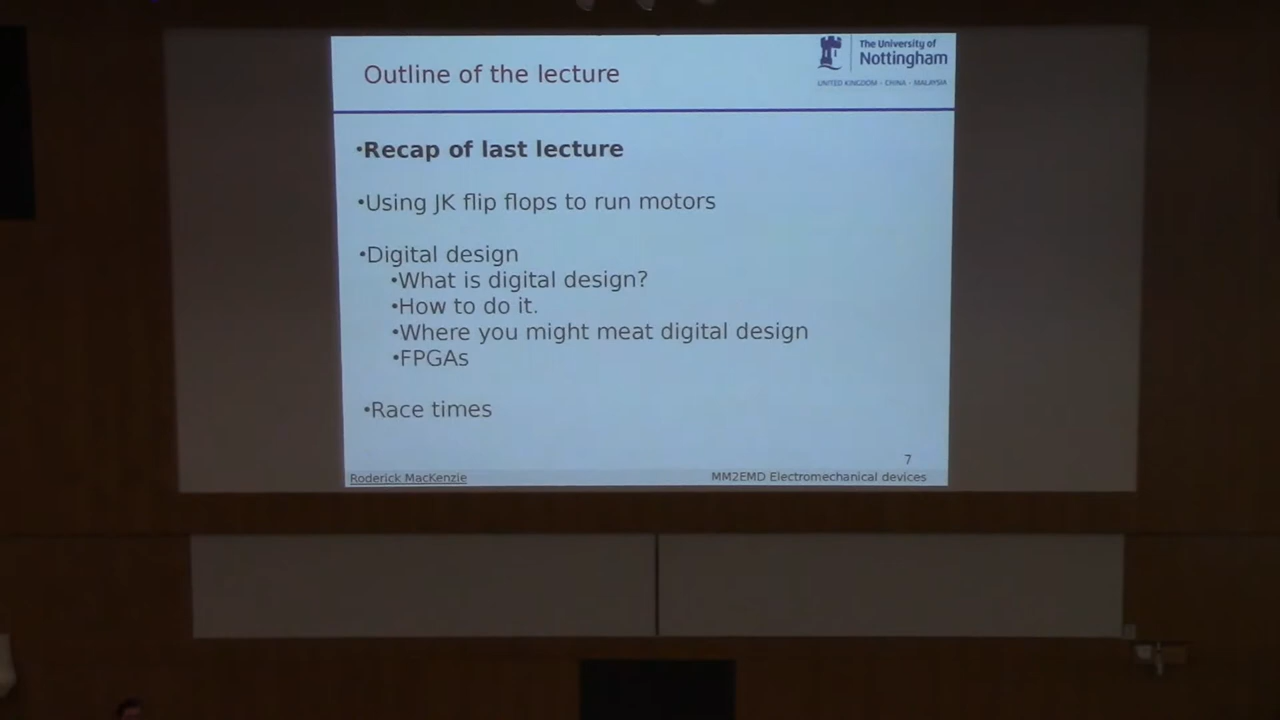 Outline of the lecture
The University of
Nottingham
UNITED KINGDOM · CHINA · MALAYSIA
•Recap of last lecture
•Using JK flip flops to run motors
•Digital design
•What is digital design?
•How to do it.
•Where you might meat digital design
•FPGAs
•Race times
7
Roderick MacKenzie
MM2EMD Electromechanical devices